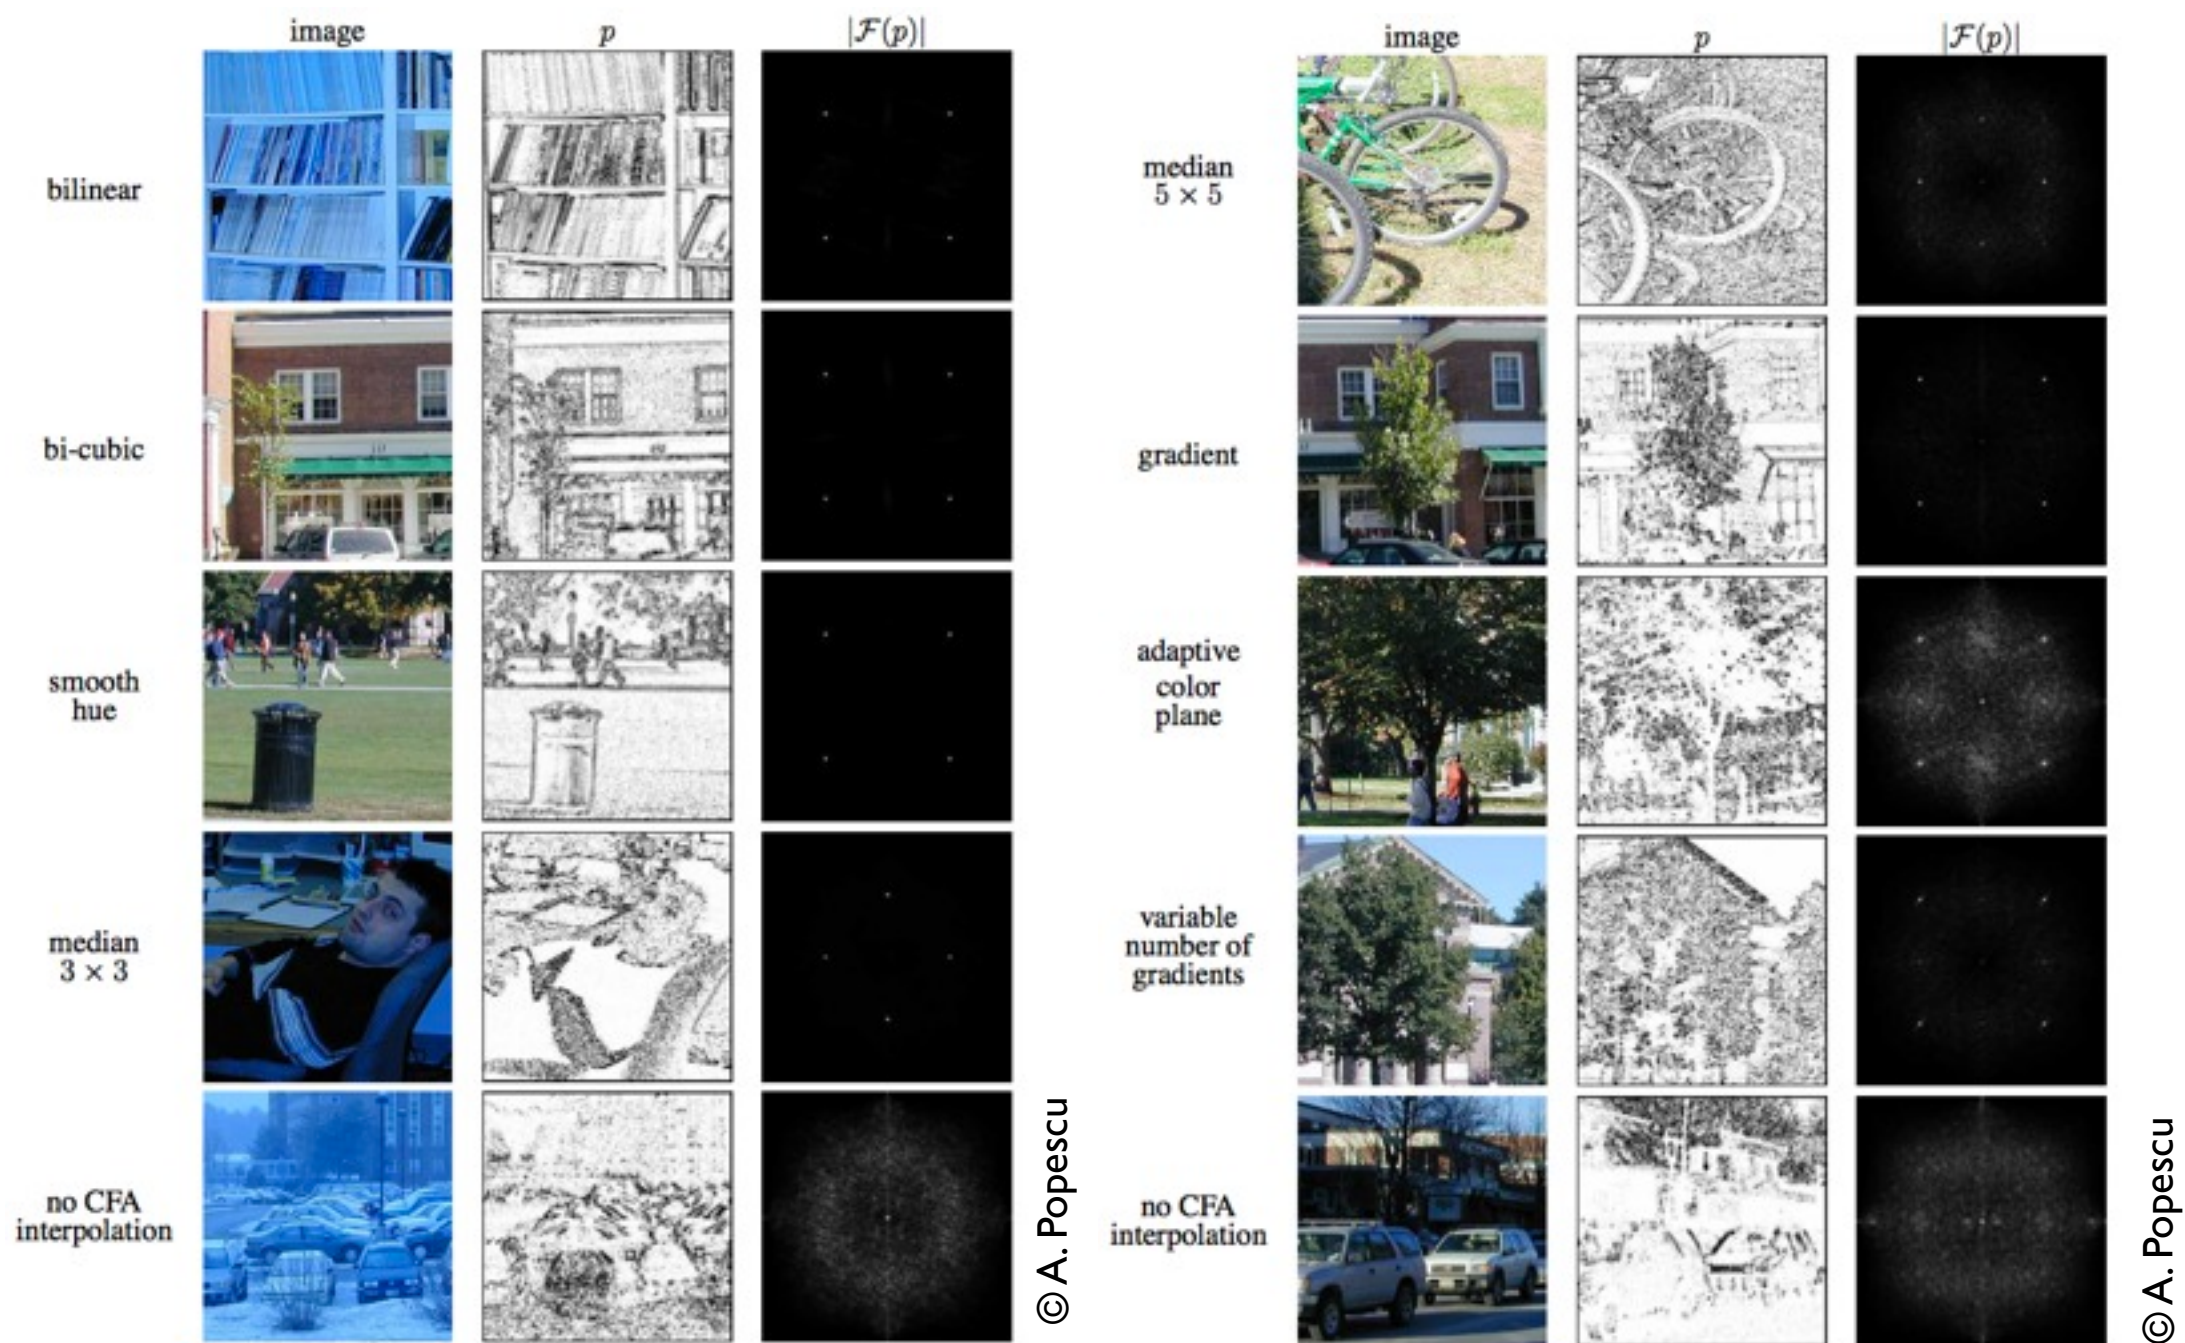 image p |ℱ(p)|
bilinear
bi-cubic
smooth
hue
median
3 × 3
no CFA
interpolation
© A. Popescu
image p |ℱ(p)|
median
5 × 5
gradient
adaptive
color
plane
variable
number of
gradients
no CFA
interpolation
© A. Popescu